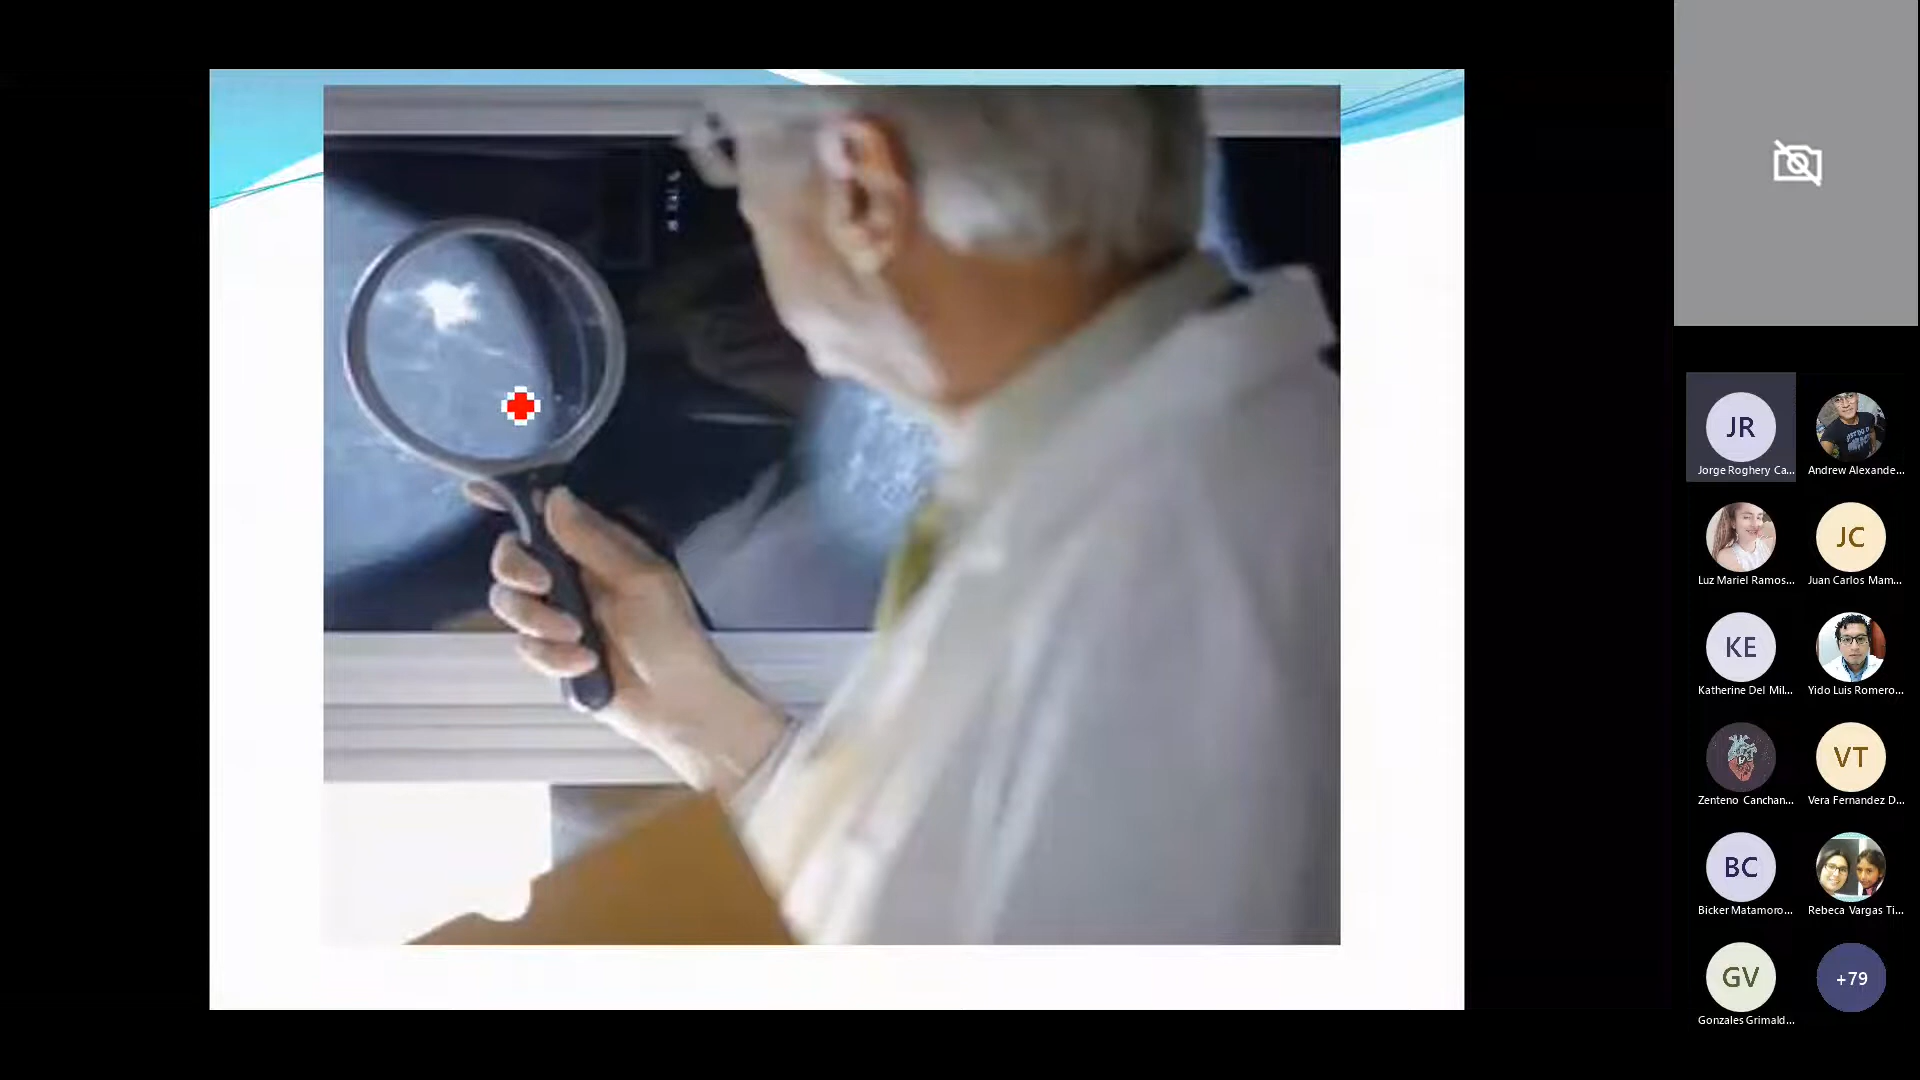 JR
Jorge Roghery Ca...
Andrew Alexande...
Luz Mariel Ramos...
JC
Juan Carlos Mam...
KE
Katherine Del Mil...
Yido Luis Romero...
Zenteno Canchan...
VT
Vera Fernandez D...
BC
Bicker Matamoro...
Rebeca Vargas Ti...
GV
Gonzales Grimald...
+79